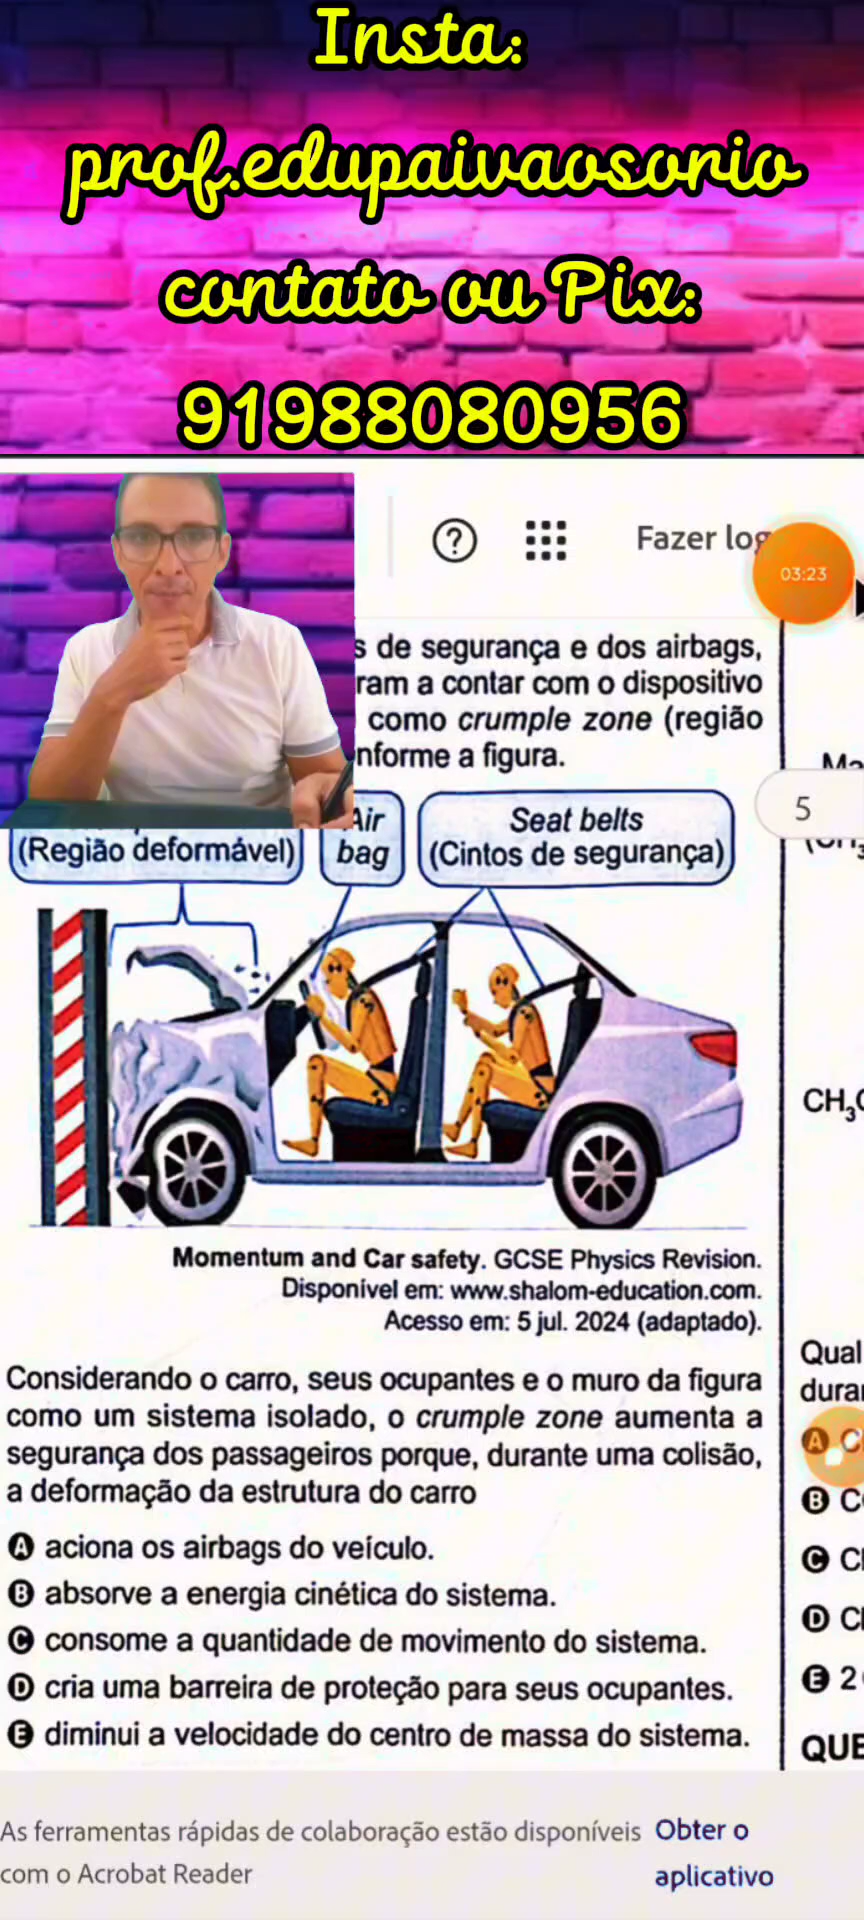 Insta:
prof.edupaivaosorio
contato ou Pix:
91988080956
?
Fazer log
03:23
s de segurança e dos airbags,
ram a contar com o dispositivo
como crumple zone (região
nforme a figura.
5
Air
bag
Seat belts
(Cintos de segurança)
(Região deformável)
CH₃
Momentum and Car safety. GCSE Physics Revision.
Disponível em: www.shalom-education.com.
Acesso em: 5 jul. 2024 (adaptado).
Considerando o carro, seus ocupantes e o muro da figura
como um sistema isolado, o crumple zone aumenta a
segurança dos passageiros porque, durante uma colisão,
a deformação da estrutura do carro
A aciona os airbags do veículo.
B absorve a energia cinética do sistema.
C consome a quantidade de movimento do sistema.
D cria uma barreira de proteção para seus ocupantes.
E diminui a velocidade do centro de massa do sistema.
Qual
dura
A C
B C
C C
D C
E 2
QUE
As ferramentas rápidas de colaboração estão disponíveis
com o Acrobat Reader
Obter o
aplicativo